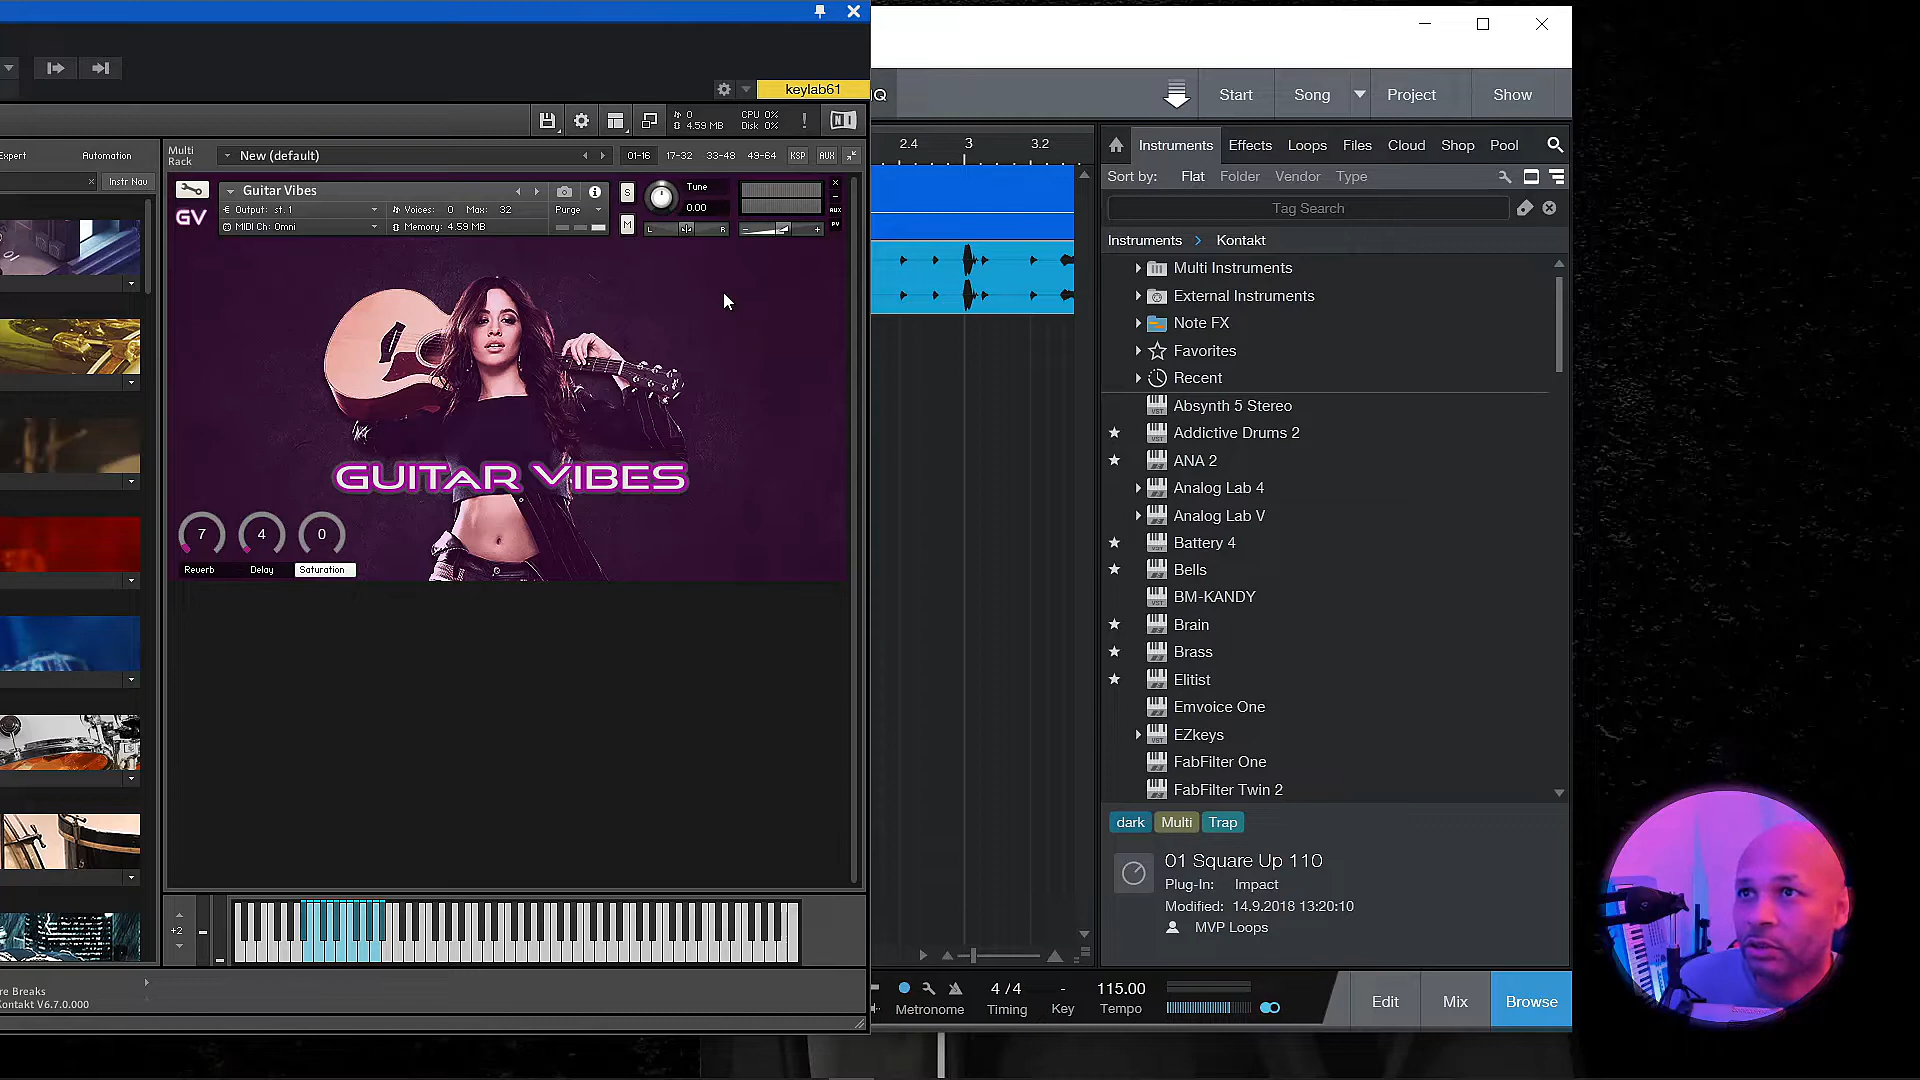 keylab61
Q
Start
Song
Project
Show
0
4.59 MB
CPU 0%
Disk 0%
!
NI
Expert
Automation
Instr Nav
Multi
Rack
New (default)
01-16
17-32
33-48
49-64
KSP
AUX
Guitar Vibes
GV
Output: st.1
Voices: 0 Max: 32
Purge
MIDI Ch: Omni
Memory: 4.59 MB
S
M
Tune
0.00
L
R
AUX
PV
GUITAR VIBES
7
4
0
Reverb
Delay
Saturation
+2
re Breaks
Kontakt V6.7.0.000
2.4
3
3.2
Instruments
Effects
Loops
Files
Cloud
Shop
Pool
Sort by:
Flat
Folder
Vendor
Type
Tag Search
Instruments
Kontakt
Multi Instruments
External Instruments
Note FX
Favorites
Recent
Absynth 5 Stereo
Addictive Drums 2
ANA 2
Analog Lab 4
Analog Lab V
Battery 4
Bells
BM-KANDY
Brain
Brass
Elitist
Emvoice One
EZkeys
FabFilter One
FabFilter Twin 2
dark
Multi
Trap
01 Square Up 110
Plug-In: Impact
Modified: 14.9.2018 13:20:10
MVP Loops
Metronome
4 / 4
Timing
-
Key
115.00
Tempo
Edit
Mix
Browse